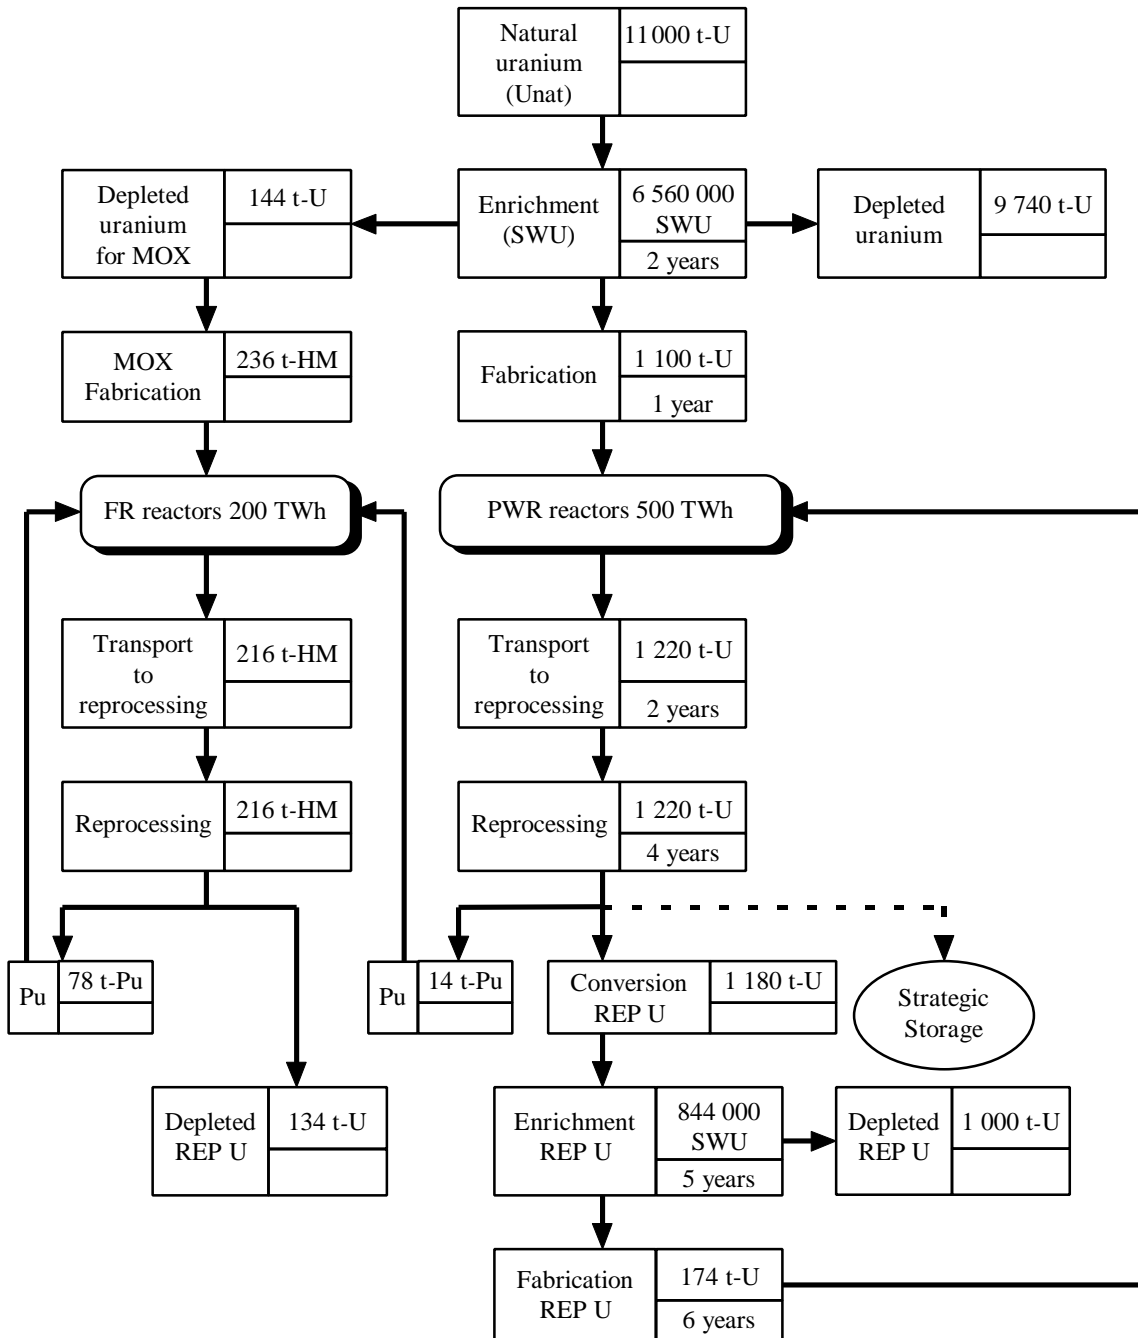 Natural
uranium
(Unat)
11000 t-U
Depleted
uranium
for MOX
144 t-U
Enrichment
(SWU)
6 560 000
SWU
2 years
Depleted
uranium
9 740 t-U
MOX
Fabrication
236 t-HM
Fabrication
1 100 t-U
1 year
FR reactors 200 TWh
PWR reactors 500 TWh
Transport
to
reprocessing
216 t-HM
Transport
to
reprocessing
1 220 t-U
2 years
Reprocessing
216 t-HM
Reprocessing
1 220 t-U
4 years
Pu
78 t-Pu
Pu
14 t-Pu
Conversion
REP U
1 180 t-U
Strategic
Storage
Depleted
REP U
134 t-U
Enrichment
REP U
844 000
SWU
5 years
Depleted
REP U
1 000 t-U
Fabrication
REP U
174 t-U
6 years